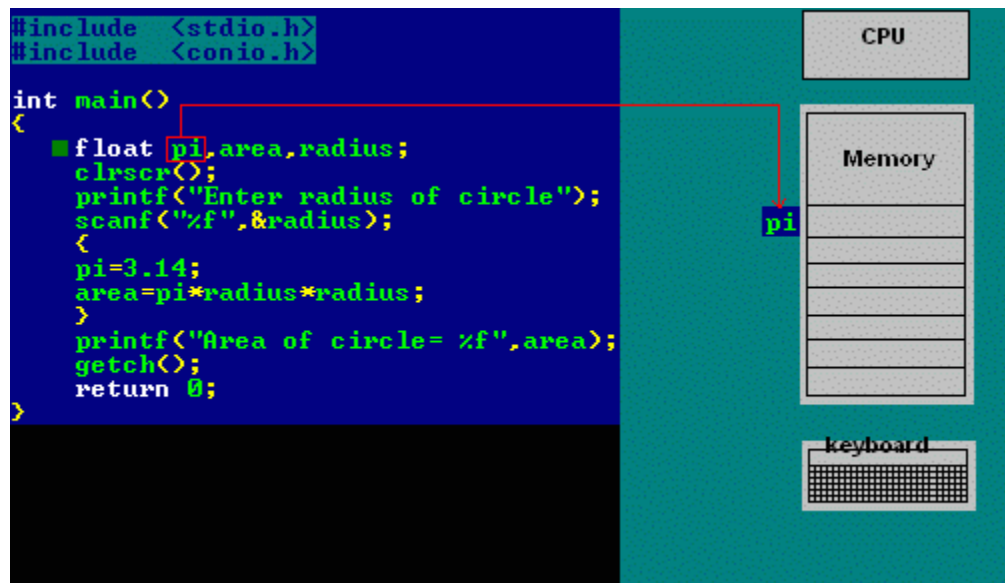 #include <stdio.h>
#include <conio.h>
int main()
{
float pi,area,radius;
clrscr();
printf("Enter radius of circle");
scanf("%f",&radius);
{
pi=3.14;
area=pi*radius*radius;
}
printf("Area of circle= %f",area);
getch();
return 0;
}
CPU
Memory
pi
keyboard